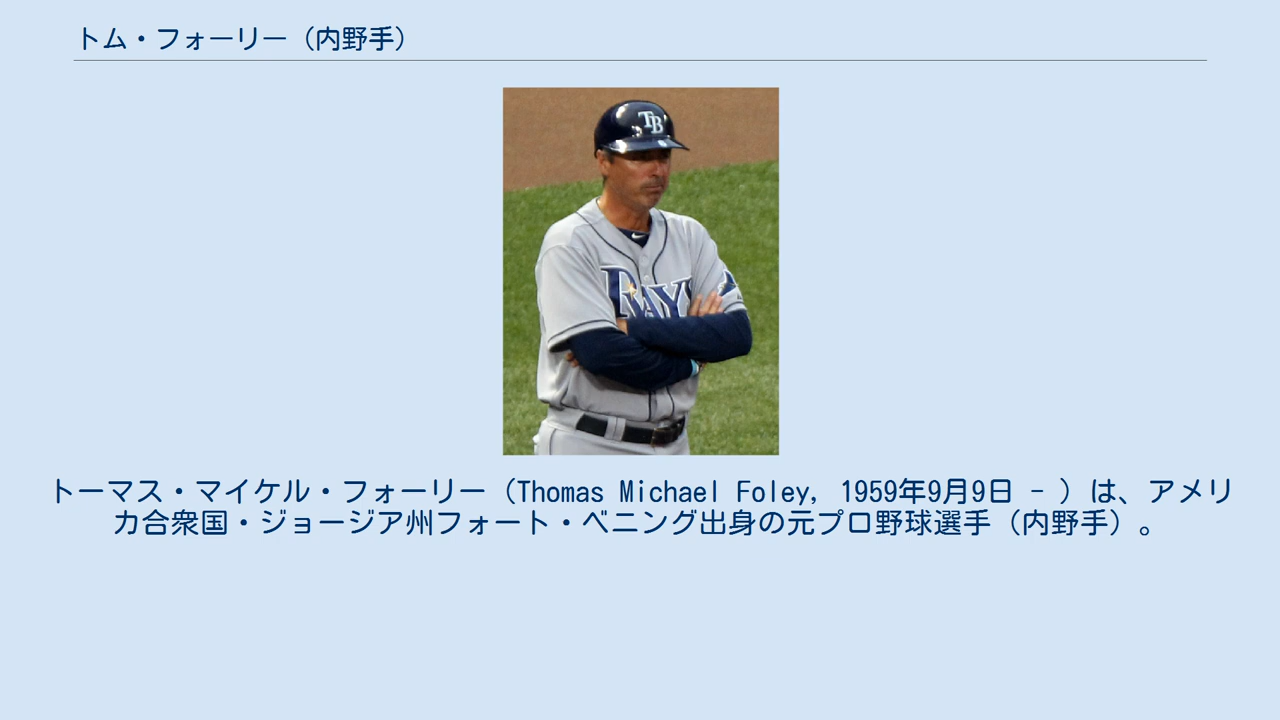 トム・フォーリー（内野手）
TB
RAYS
トーマス・マイケル・フォーリー（Thomas Michael Foley, 1959年9月9日 - ）は、アメリ
カ合衆国・ジョージア州フォート・ベニング出身の元プロ野球選手（内野手）。